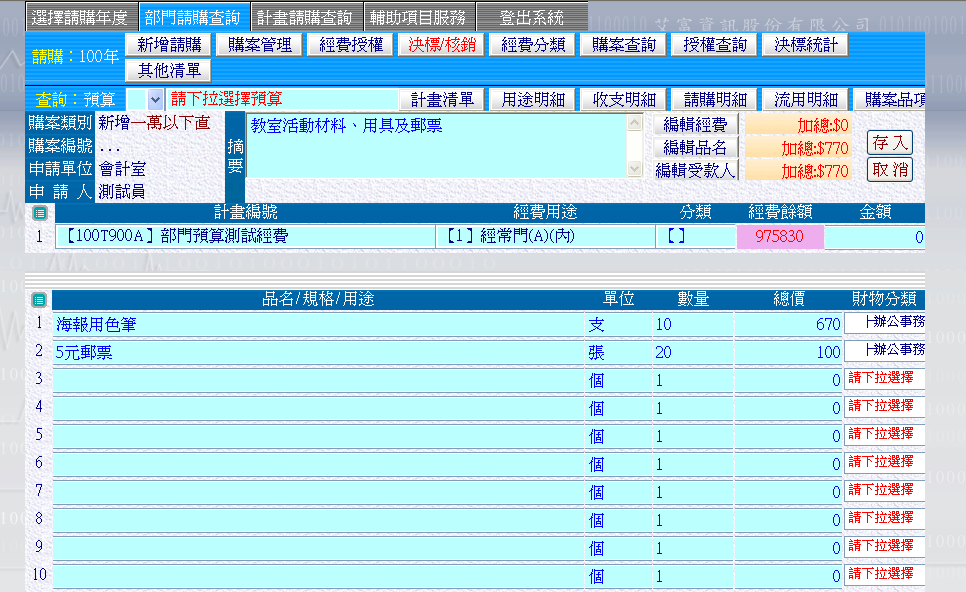 選擇請購年度 部門請購查詢 計畫請購查詢 輔助項目服務 登出系統
艾富資訊股份有限公司
請購：100年 新增請購 購案管理 經費授權 決標/核銷 經費分類 購案查詢 授權查詢 決標統計
其他清單
查詢：預算 請下拉選擇預算 計畫清單 用途明細 收支明細 請購明細 流用明細 購案品項
購案類別 新增一萬以下直 摘要 教室活動材料、用具及郵票 編輯經費 加總:$0
購案編號 ... 編輯品名 加總:$770 存入
申請單位 會計室 編輯受款人 加總:$770 取消
申請人 測試員
計畫編號 經費用途 分類 經費餘額 金額
1 【100T900A】部門預算測試經費 【1】經常門(A)(內) 【】 975830 0
品名/規格/用途 單位 數量 總價 財物分類
1 海報用色筆 支 10 670 ├辦公事務
2 5元郵票 張 20 100 ├辦公事務
3 個 1 0 請下拉選擇
4 個 1 0 請下拉選擇
5 個 1 0 請下拉選擇
6 個 1 0 請下拉選擇
7 個 1 0 請下拉選擇
8 個 1 0 請下拉選擇
9 個 1 0 請下拉選擇
10 個 1 0 請下拉選擇